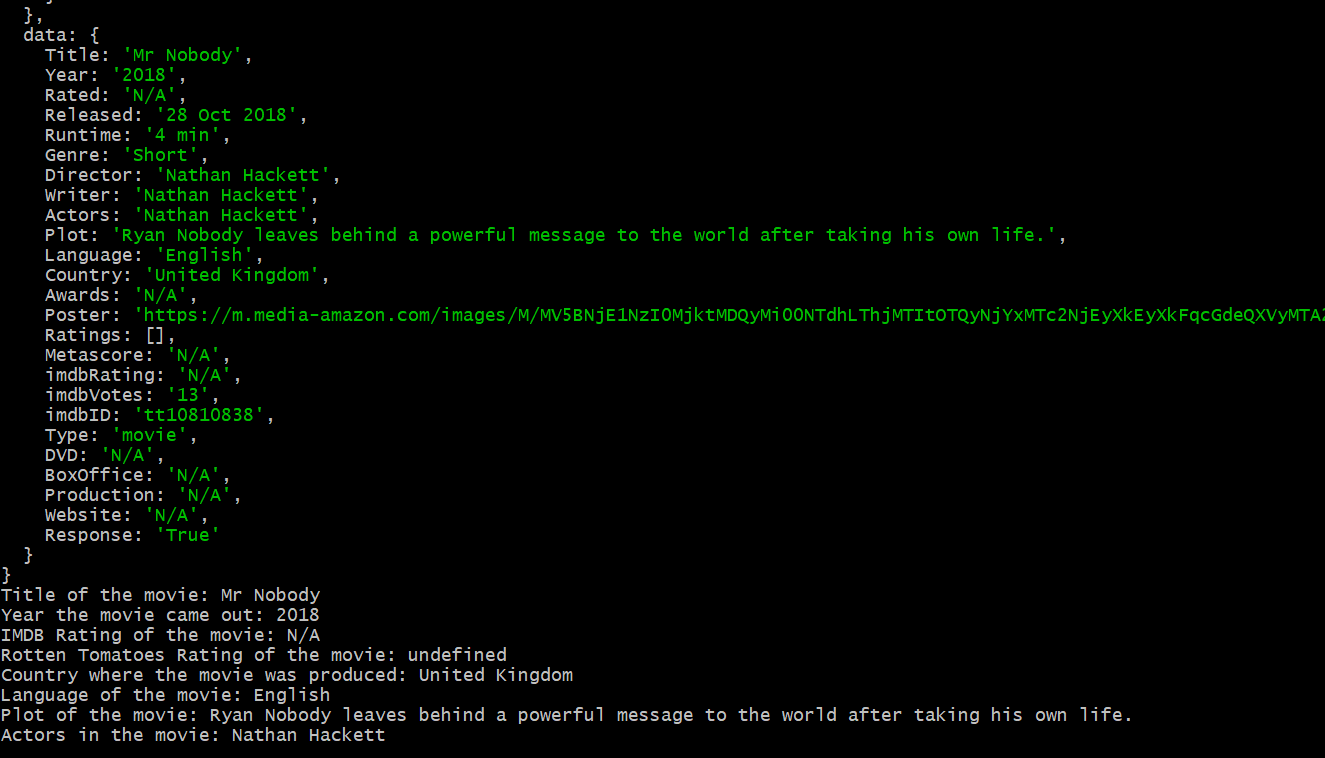 }
},
data: {
Title: 'Mr Nobody',
Year: '2018',
Rated: 'N/A',
Released: '28 Oct 2018',
Runtime: '4 min',
Genre: 'Short',
Director: 'Nathan Hackett',
Writer: 'Nathan Hackett',
Actors: 'Nathan Hackett',
Plot: 'Ryan Nobody leaves behind a powerful message to the world after taking his own life.',
Language: 'English',
Country: 'United Kingdom',
Awards: 'N/A',
Poster: 'https://m.media-amazon.com/images/M/MV5BNjE1NzI0MjktMDQyMi00NTdhLThjMTItOTQyNjYxMTc2NjEyXkEyXkFqcGdeQXVyMTA2
Ratings: [],
Metascore: 'N/A',
imdbRating: 'N/A',
imdbVotes: '13',
imdbID: 'tt10810838',
Type: 'movie',
DVD: 'N/A',
BoxOffice: 'N/A',
Production: 'N/A',
Website: 'N/A',
Response: 'True'
}
}
Title of the movie: Mr Nobody
Year the movie came out: 2018
IMDB Rating of the movie: N/A
Rotten Tomatoes Rating of the movie: undefined
Country where the movie was produced: United Kingdom
Language of the movie: English
Plot of the movie: Ryan Nobody leaves behind a powerful message to the world after taking his own life.
Actors in the movie: Nathan Hackett